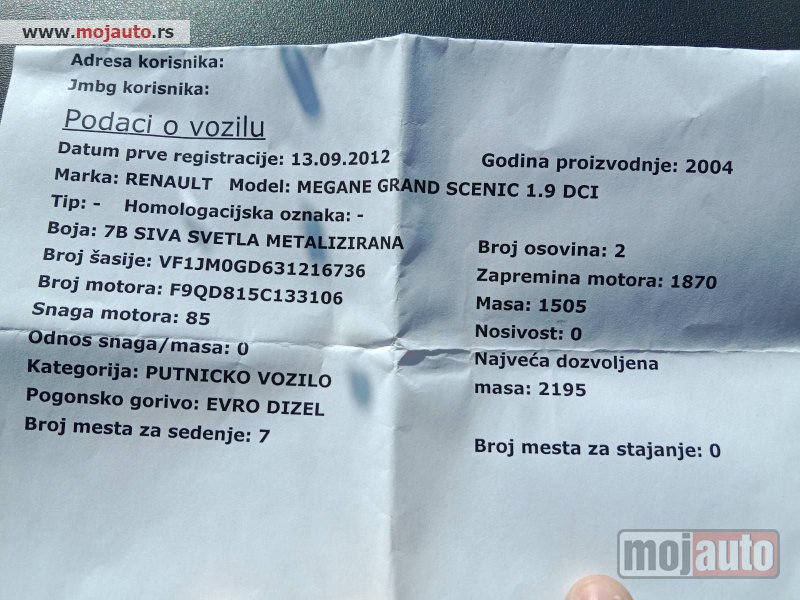 www.mojauto.rs
Adresa korisnika:
Jmbg korisnika:
Podaci o vozilu
Datum prve registracije: 13.09.2012
Godina proizvodnje: 2004
Marka: RENAULT Model: MEGANE GRAND SCENIC 1.9 DCI
Tip: - Homologacijska oznaka: -
Boja: 7B SIVA SVETLA METALIZIRANA
Broj osovina: 2
Broj šasije: VF1JM0GD631216736
Zapremina motora: 1870
Broj motora: F9QD815C133106
Masa: 1505
Snaga motora: 85
Nosivost: 0
Odnos snaga/masa: 0
Najveća dozvoljena
masa: 2195
Kategorija: PUTNICKO VOZILO
Pogonsko gorivo: EVRO DIZEL
Broj mesta za sedenje: 7
Broj mesta za stajanje: 0
mojauto